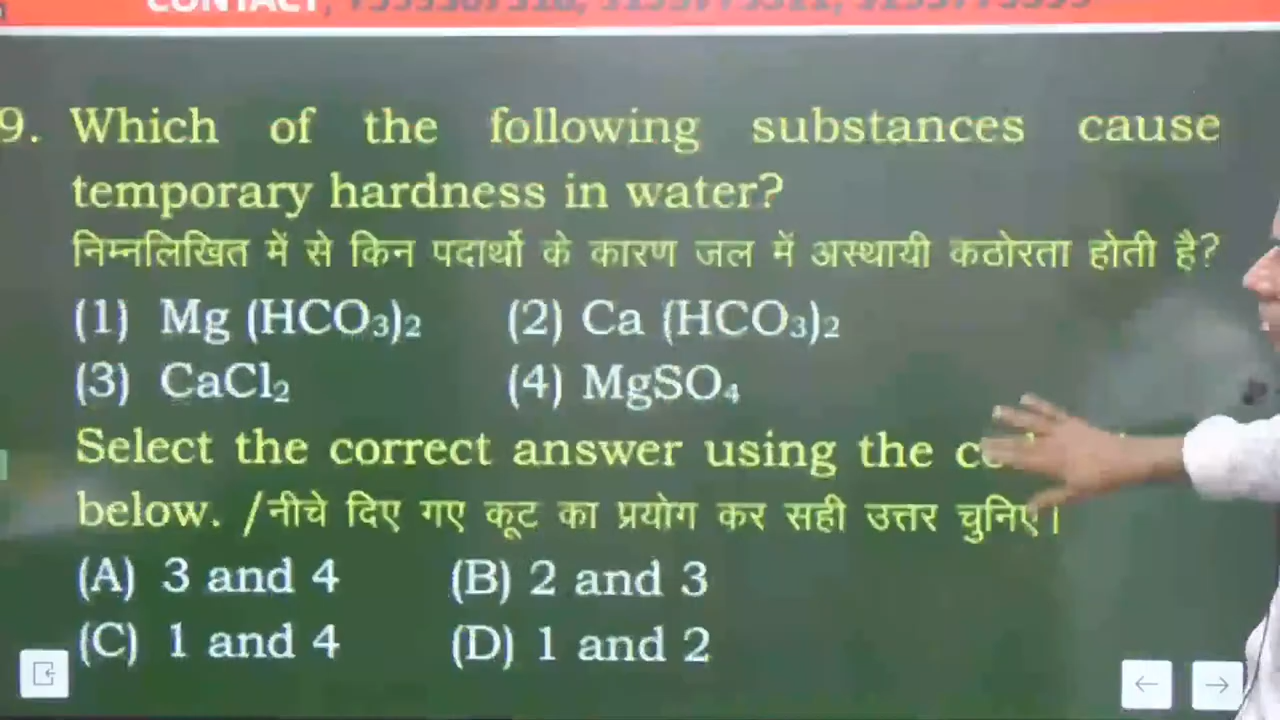 CONTACT
9. Which of the following substances cause
temporary hardness in water?
निम्नलिखित में से किन पदार्थो के कारण जल में अस्थायी कठोरता होती है?
(1) Mg (HCO₃)₂ (2) Ca (HCO₃)₂
(3) CaCl₂ (4) MgSO₄
Select the correct answer using the
below. /नीचे दिए गए कूट का प्रयोग कर सही उत्तर चुनिए।
(A) 3 and 4 (B) 2 and 3
(C) 1 and 4 (D) 1 and 2